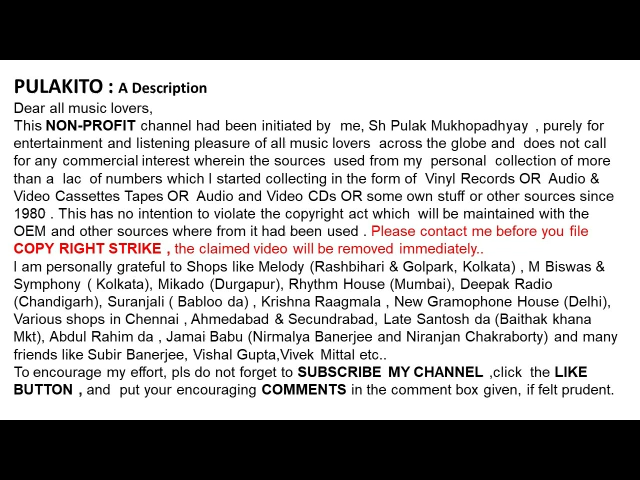 PULAKITO : A Description
Dear all music lovers,
This NON-PROFIT channel had been initiated by me, Sh Pulak Mukhopadhyay , purely for
entertainment and listening pleasure of all music lovers across the globe and does not call
for any commercial interest wherein the sources used from my personal collection of more
than a lac of numbers which I started collecting in the form of Vinyl Records OR Audio &
Video Cassettes Tapes OR Audio and Video CDs OR some own stuff or other sources since
1980 . This has no intention to violate the copyright act which will be maintained with the
OEM and other sources where from it had been used . Please contact me before you file
COPY RIGHT STRIKE , the claimed video will be removed immediately..
I am personally grateful to Shops like Melody (Rashbihari & Golpark, Kolkata) , M Biswas &
Symphony ( Kolkata), Mikado (Durgapur), Rhythm House (Mumbai), Deepak Radio
(Chandigarh), Suranjali ( Babloo da) , Krishna Raagmala , New Gramophone House (Delhi),
Various shops in Chennai , Ahmedabad & Secundrabad, Late Santosh da (Baithak khana
Mkt), Abdul Rahim da , Jamai Babu (Nirmalya Banerjee and Niranjan Chakraborty) and many
friends like Subir Banerjee, Vishal Gupta,Vivek Mittal etc..
To encourage my effort, pls do not forget to SUBSCRIBE MY CHANNEL ,click the LIKE
BUTTON , and put your encouraging COMMENTS in the comment box given, if felt prudent.